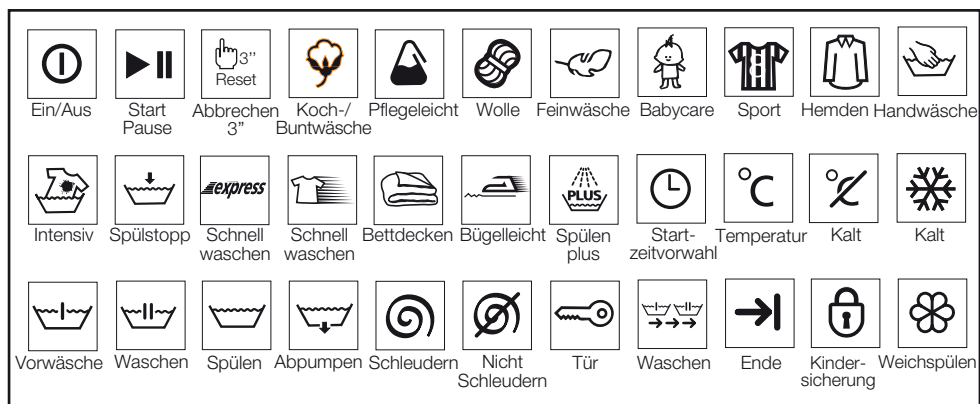 3’’
Reset
Ein/Aus
Start
Pause
Abbrechen
3”
Koch-/
Buntwäsche
Pflegeleicht
Wolle
Feinwäsche
Babycare
Sport
Hemden
Handwäsche
express
PLUS
°C
Intensiv
Spülstopp
Schnell
waschen
Schnell
waschen
Bettdecken
Bügelleicht
Spülen
plus
Start-
zeitvorwahl
Temperatur
Kalt
Kalt
Vorwäsche
Waschen
Spülen
Abpumpen
Schleudern
Nicht
Schleudern
Tür
Waschen
Ende
Kinder-
sicherung
Weichspülen